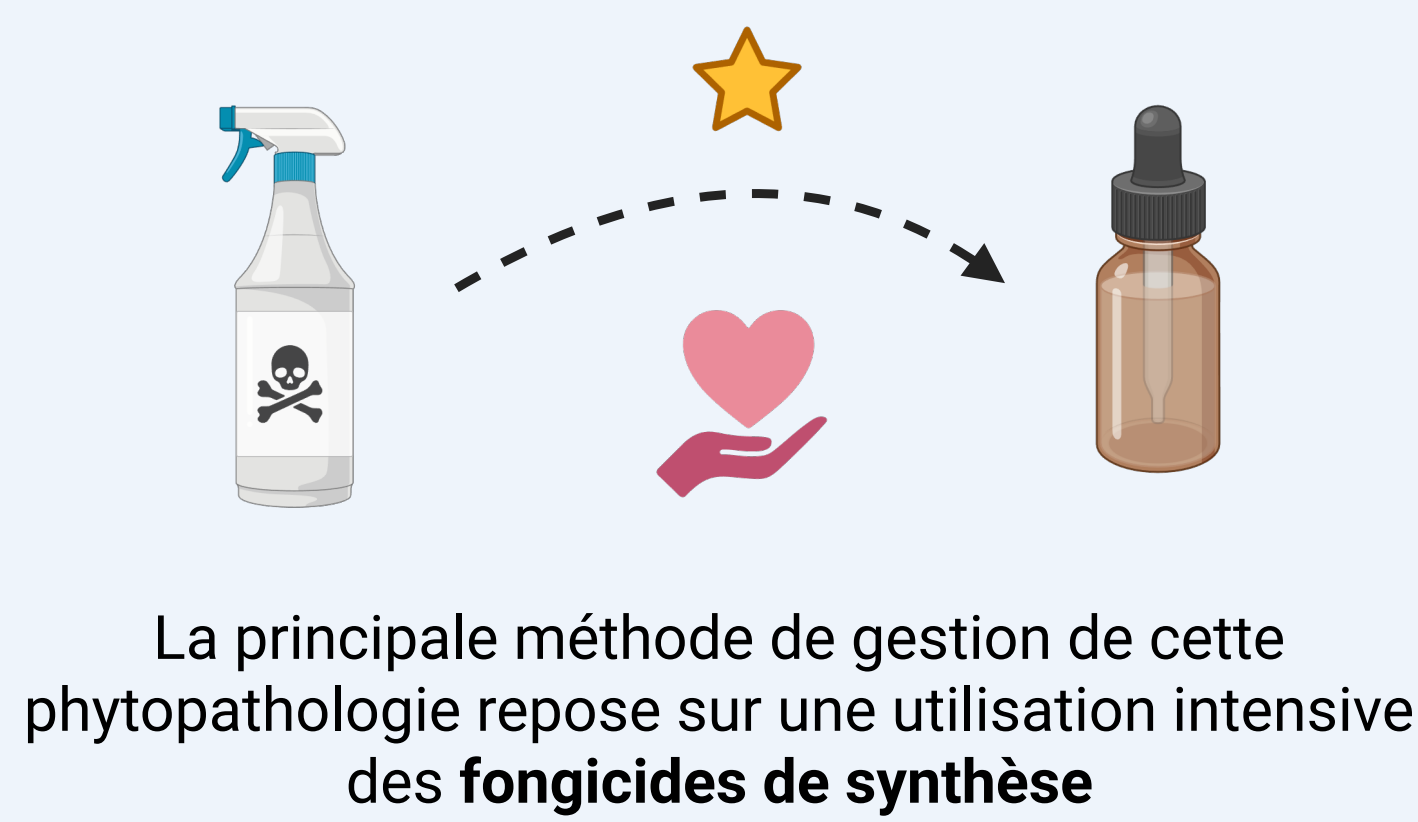 La principale méthode de gestion de cette
phytopathologie repose sur une utilisation intensive
des fongicides de synthèse